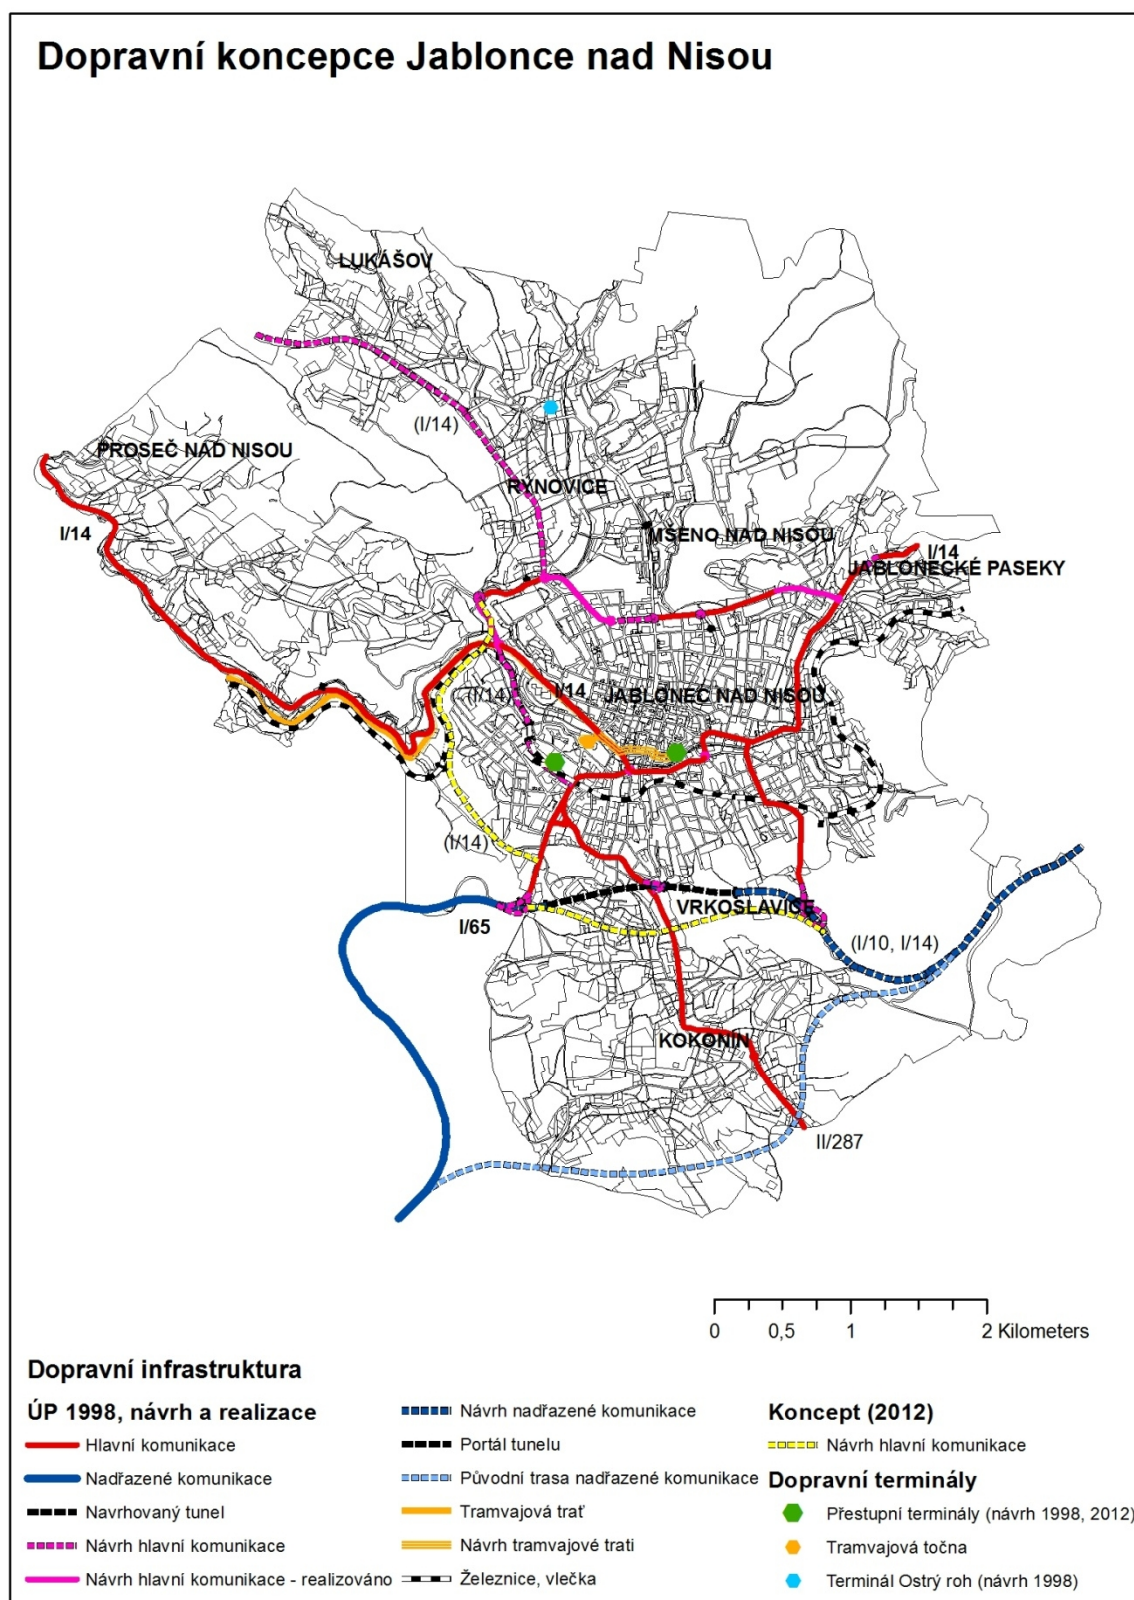 Dopravní koncepce Jablonce nad Nisou
LUKÁŠOV
(I/14)
PROSEČ NAD NISOU
RÝNOVICE
I/14
MŠENO NAD NISOU
I/14
JABLONECKÉ PASEKY
(I/14)
I/14
JABLONEC NAD NISOU
(I/14)
VRKOSLAVICE
I/65
(I/10, I/14)
KOKONÍN
II/287
0 0,5 1 2 Kilometers
Dopravní infrastruktura
ÚP 1998, návrh a realizace
Hlavní komunikace
Nadřazené komunikace
Navrhovaný tunel
Návrh hlavní komunikace
Návrh hlavní komunikace - realizováno
Návrh nadřazené komunikace
Portál tunelu
Původní trasa nadřazené komunikace
Tramvajová trať
Návrh tramvajové trati
Železnice, vlečka
Koncept (2012)
Návrh hlavní komunikace
Dopravní terminály
Přestupní terminály (návrh 1998, 2012)
Tramvajová točna
Terminál Ostrý roh (návrh 1998)